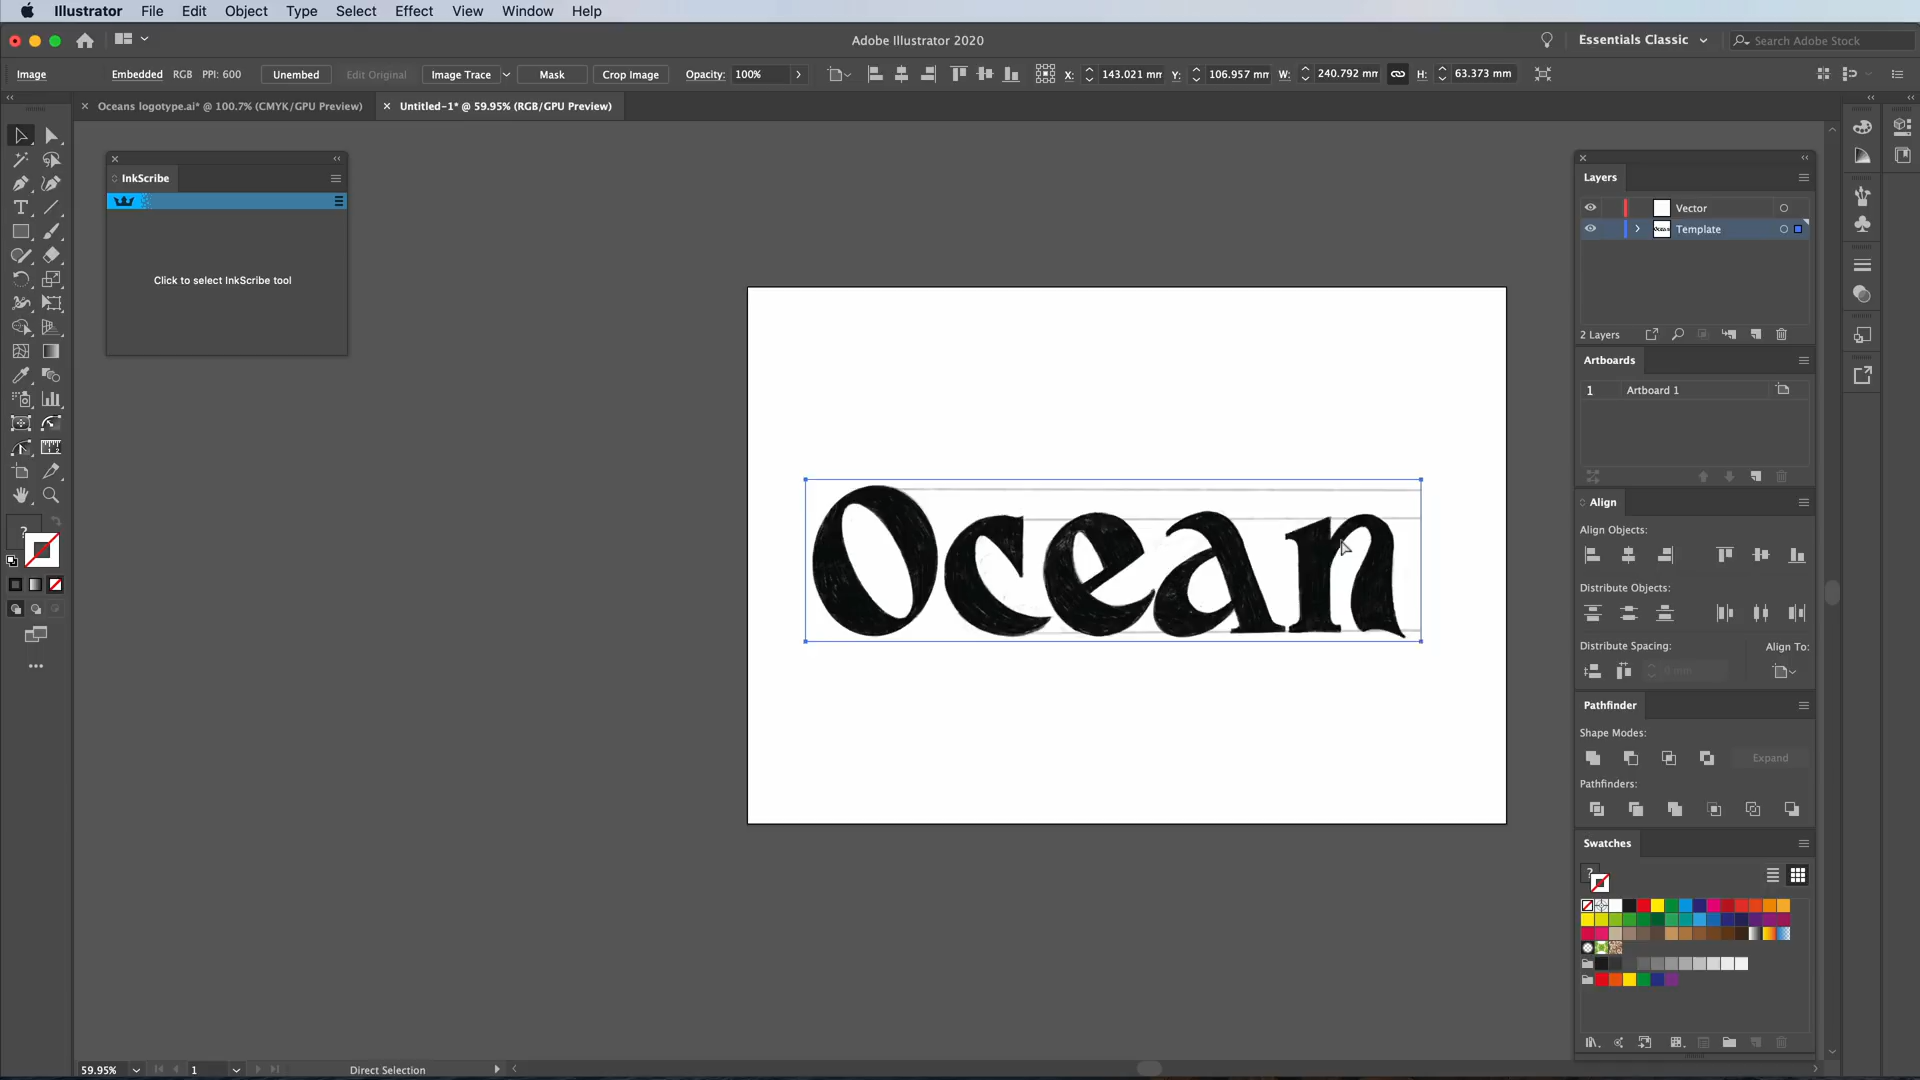 Illustrator File Edit Object Type Select Effect View Window Help
Adobe Illustrator 2020
Essentials Classic
Search Adobe Stock
Image Embedded RGB PPI: 600 Unembed Edit Original Image Trace Mask Crop Image Opacity: 100% X: 143.021 mm Y: 106.957 mm W: 240.792 mm H: 63.373 mm
Oceans logotype.ai* @ 100.7% (CMYK/GPU Preview)
Untitled-1* @ 59.95% (RGB/GPU Preview)
InkScribe
Click to select InkScribe tool
Ocean
Layers
Vector
Template
2 Layers
Artboards
1 Artboard 1
Align
Align Objects:
Distribute Objects:
Distribute Spacing:
Align To:
0 mm
Pathfinder
Shape Modes:
Expand
Pathfinders:
Swatches
59.95%
1
Direct Selection